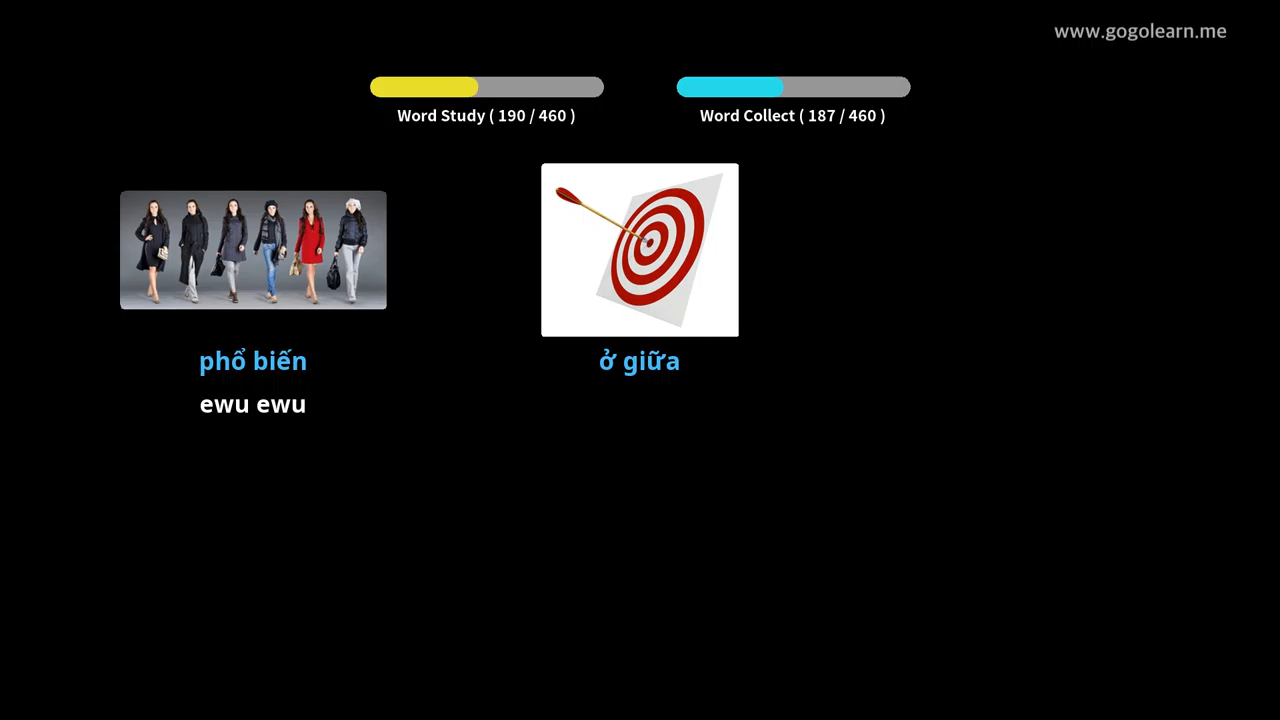 www.gogolearn.me
Word Study ( 190 / 460 )
Word Collect ( 187 / 460 )
phổ biến
ở giữa
ewu ewu